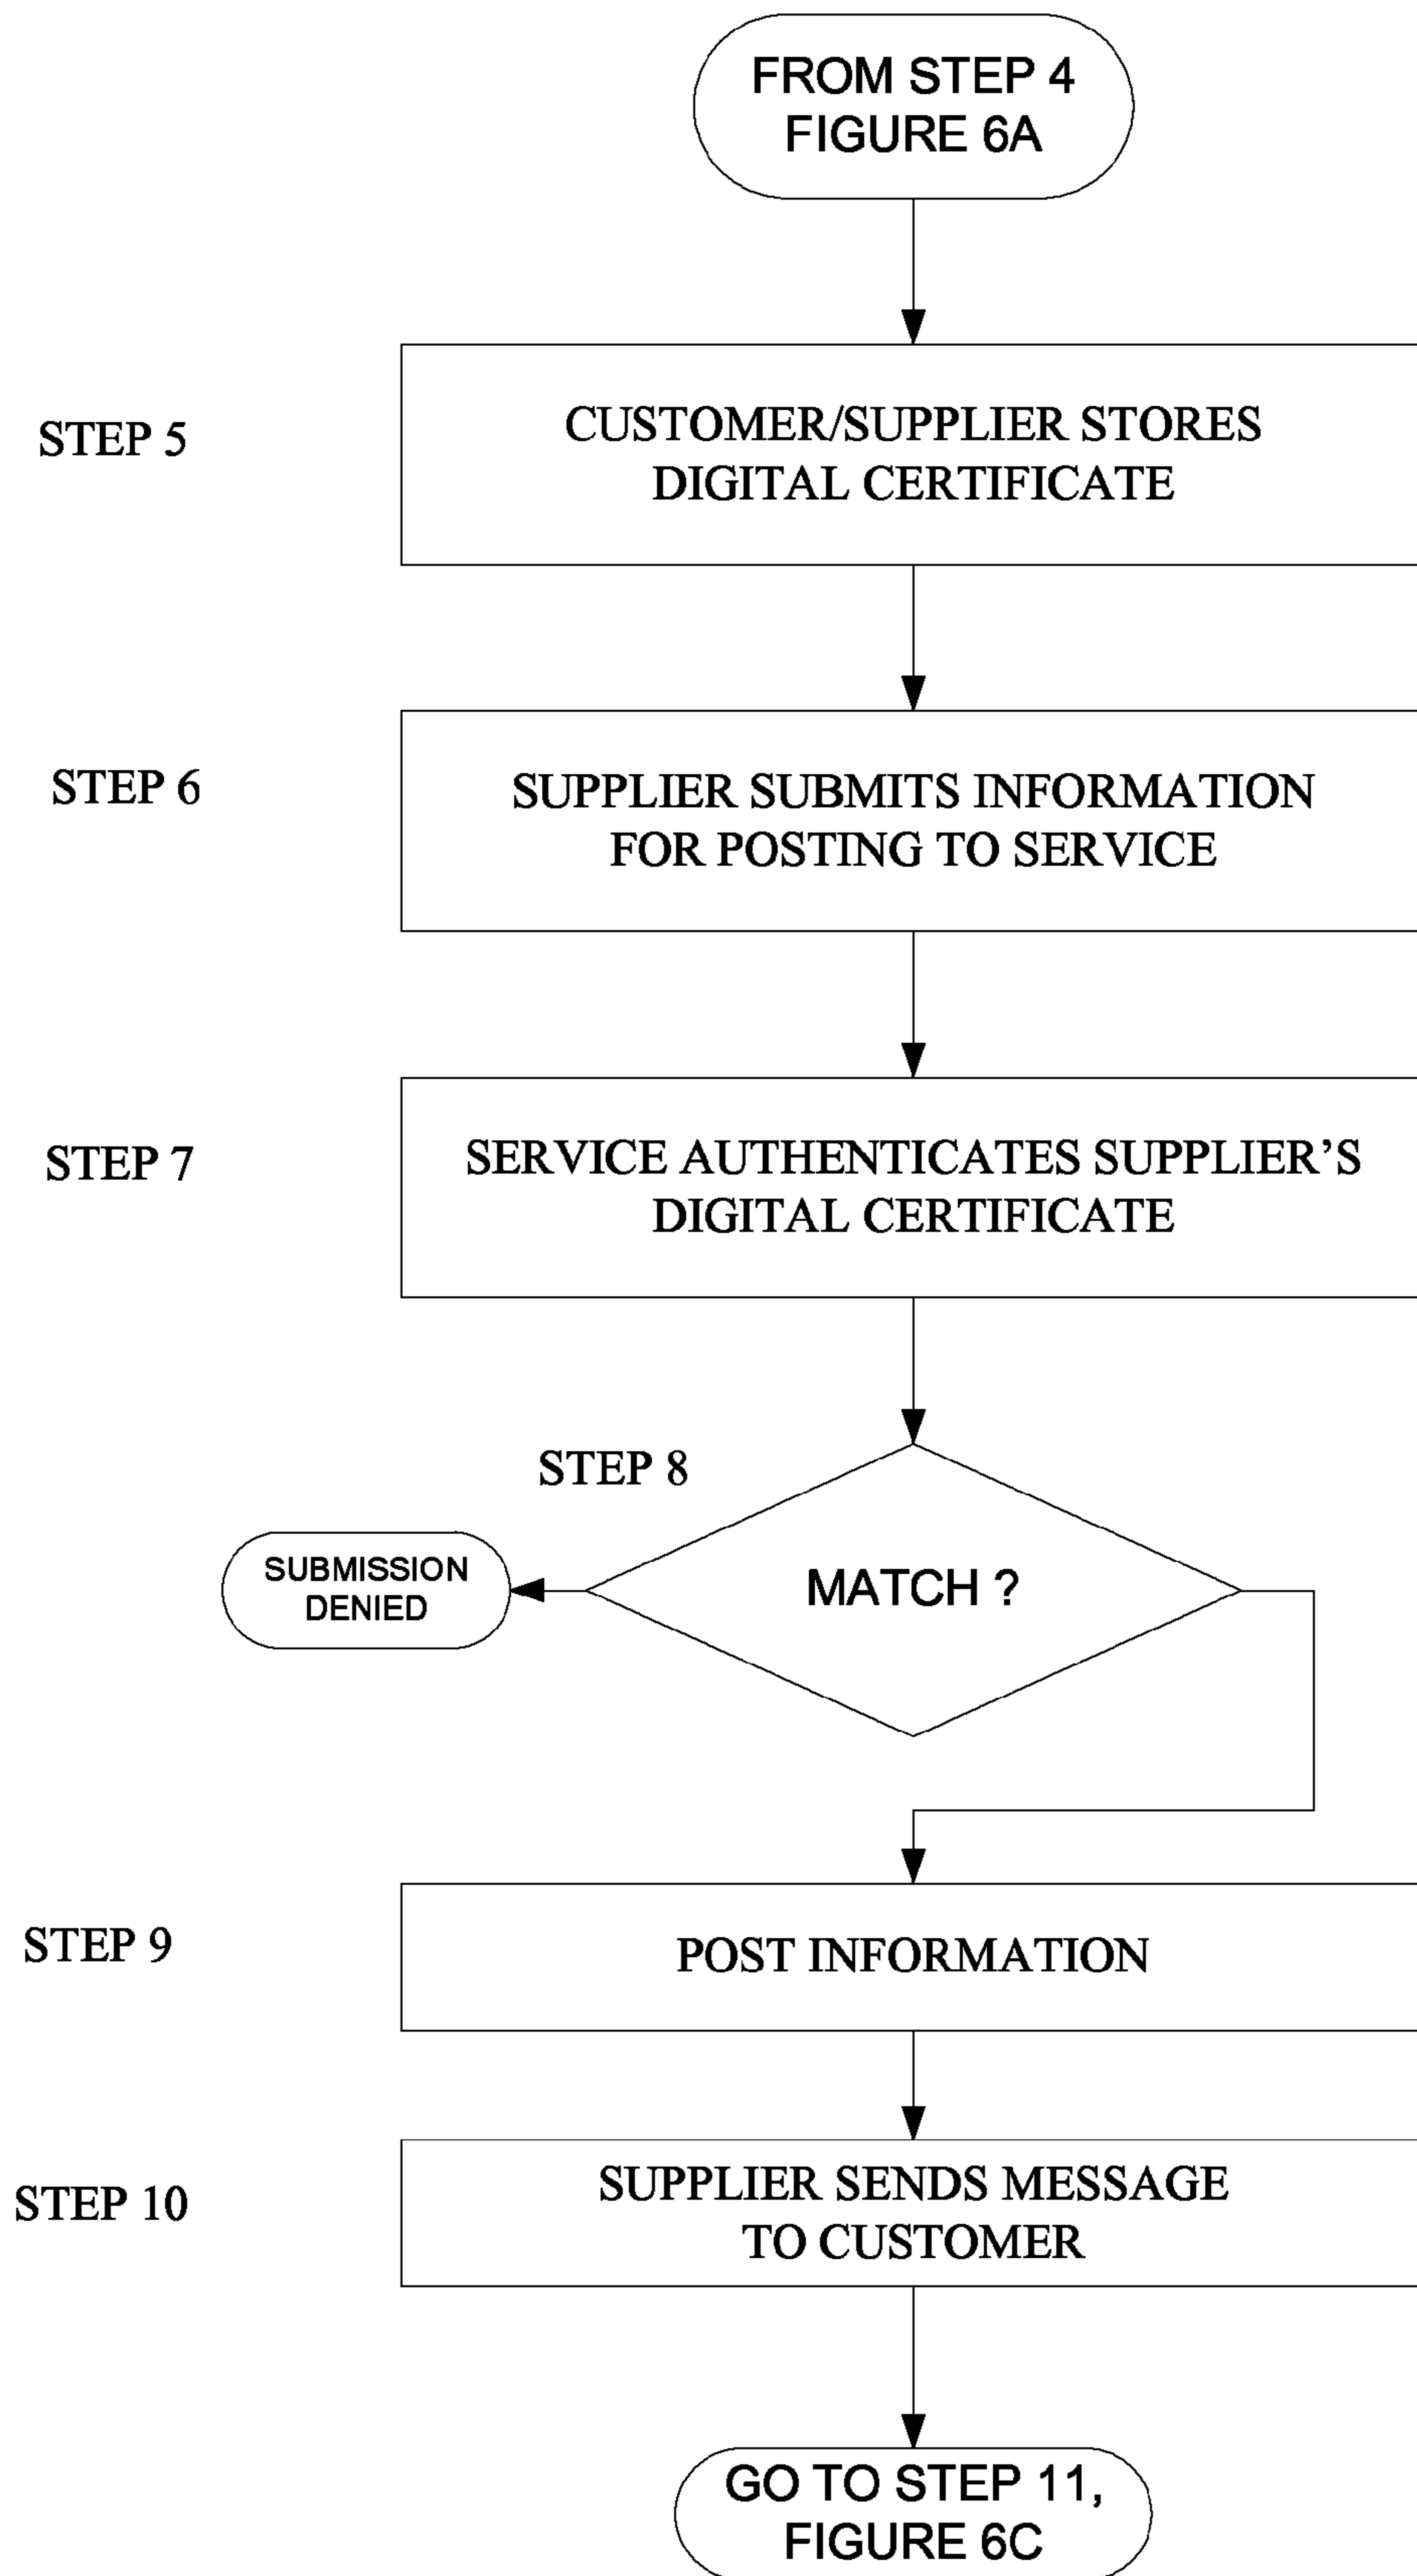 FROM STEP 4
FIGURE 6A
STEP 5
CUSTOMER/SUPPLIER STORES
DIGITAL CERTIFICATE
STEP 6
SUPPLIER SUBMITS INFORMATION
FOR POSTING TO SERVICE
STEP 7
SERVICE AUTHENTICATES SUPPLIER’S
DIGITAL CERTIFICATE
STEP 8
SUBMISSION
DENIED
MATCH ?
STEP 9
POST INFORMATION
STEP 10
SUPPLIER SENDS MESSAGE
TO CUSTOMER
GO TO STEP 11,
FIGURE 6C